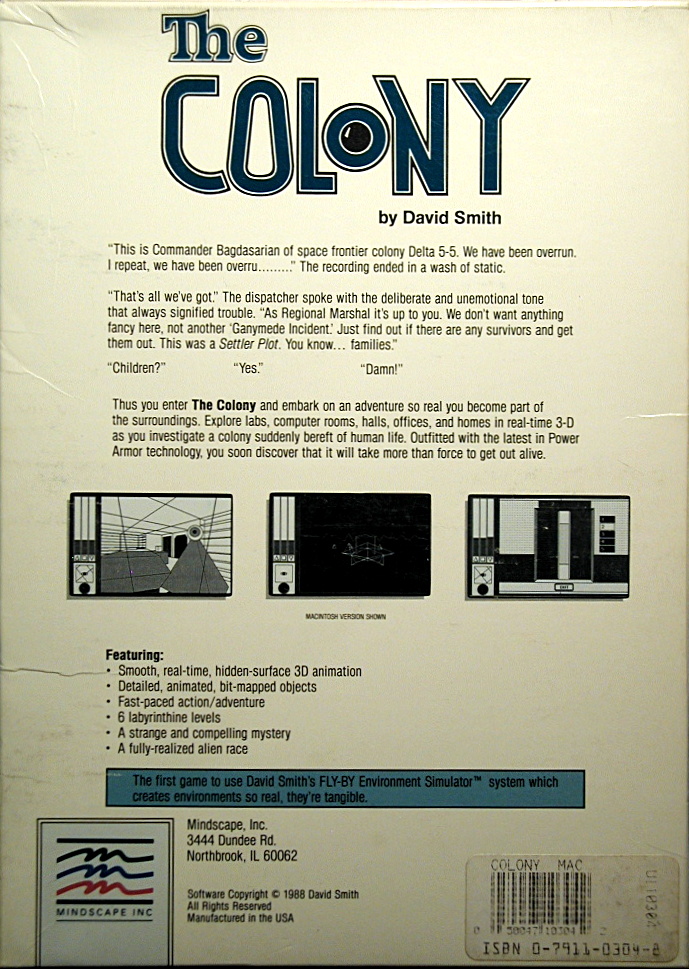 The
COLONY
by David Smith
“This is Commander Bagdasarian of space frontier colony Delta 5-5. We have been overrun.
I repeat, we have been overru.........” The recording ended in a wash of static.
“That’s all we’ve got.” The dispatcher spoke with the deliberate and unemotional tone
that always signified trouble. “As Regional Marshal it’s up to you. We don’t want anything
fancy here, not another ‘Ganymede Incident.’ Just find out if there are any survivors and get
them out. This was a Settler Plot. You know... families.”
“Children?” “Yes.” “Damn!”
Thus you enter The Colony and embark on an adventure so real you become part of
the surroundings. Explore labs, computer rooms, halls, offices, and homes in real-time 3-D
as you investigate a colony suddenly bereft of human life. Outfitted with the latest in Power
Armor technology, you soon discover that it will take more than force to get out alive.
MACINTOSH VERSION SHOWN
Featuring:
• Smooth, real-time, hidden-surface 3D animation
• Detailed, animated, bit-mapped objects
• Fast-paced action/adventure
• 6 labyrinthine levels
• A strange and compelling mystery
• A fully-realized alien race
The first game to use David Smith’s FLY-BY Environment Simulator™ system which
creates environments so real, they’re tangible.
MINDSCAPE INC
Mindscape, Inc.
3444 Dundee Rd.
Northbrook, IL 60062
Software Copyright © 1988 David Smith
All Rights Reserved
Manufactured in the USA
COLONY MAC
0 50047 10304 2
ISBN 0-7911-0304-2